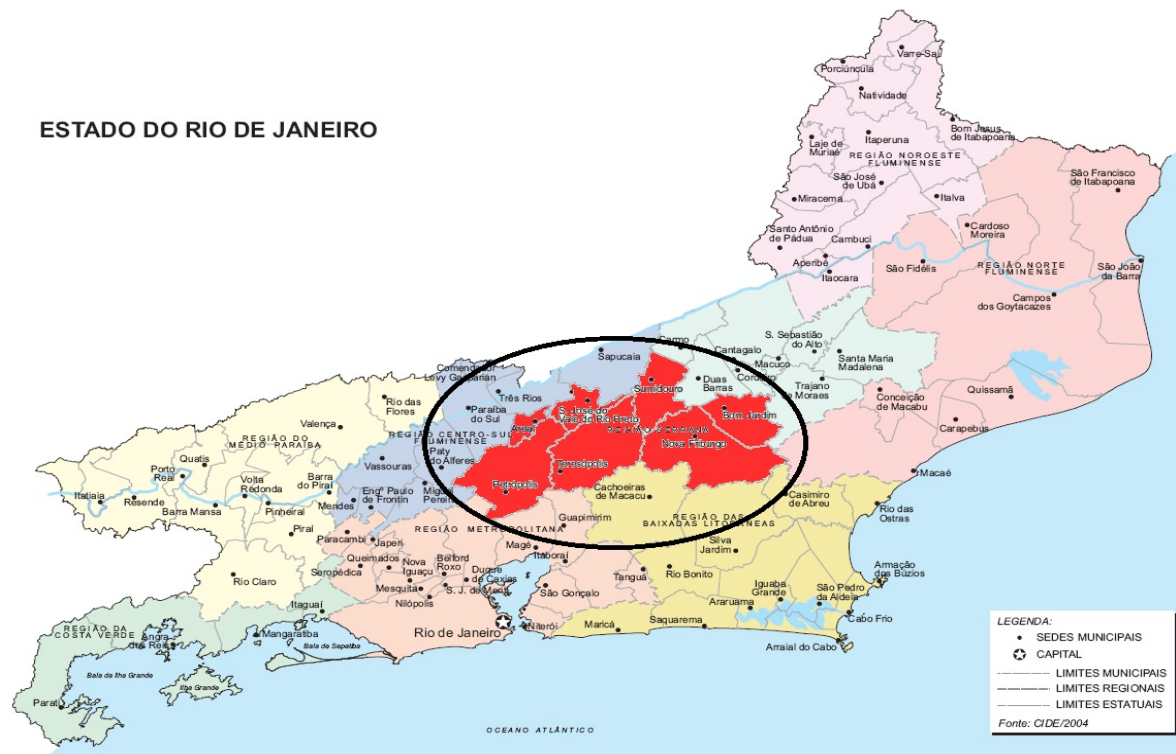 ESTADO DO RIO DE JANEIRO
Varre-Sai
Porciúncula
Natividade
Bom Jesus
de Itabapoana
Itaperuna
Laje de
Muriaé
REGIÃO NOROESTE
FLUMINENSE
São José
de Ubá
São Francisco
de Itabapoana
Miracema
Italva
Santo Antônio
de Pádua
Cambuci
Cardoso
Moreira
Aperibé
Itaocara
São Fidélis
REGIÃO NORTE
FLUMINENSE
São João
da Barra
Campos
dos Goytacazes
Carmo
Sapucaia
Cantagalo
S. Sebastião
do Alto
Macuco
Cordeiro
Santa Maria
Madalena
Comendador
Levy Gasparian
Três Rios
Sumidouro
Duas
Barras
Trajano
de Moraes
Conceição
de Macabu
Quissamã
Carapebus
Rio das
Flores
Paraíba
do Sul
S. José do
Vale do Rio Preto
Bom Jardim
Areal
REGIÃO SERRANA
Nova Friburgo
Valença
REGIÃO DO
MÉDIO PARAÍBA
REGIÃO CENTRO-SUL
FLUMINENSE
Paty
do Alferes
Vassouras
Teresópolis
Petrópolis
Macaé
Quatis
Porto
Real
Itatiaia
Resende
Volta
Redonda
Barra
do Piraí
Barra Mansa
Pinheiral
Mendes
Engº Paulo
de Frontin
Miguel
Pereira
Cachoeiras
de Macacu
Casimiro
de Abreu
Rio das
Ostras
REGIÃO DAS
BAIXADAS LITORÂNEAS
Piraí
Paracambi
REGIÃO METROPOLITANA
Guapimirim
Japeri
Magé
Itaboraí
Silva
Jardim
Queimados
Seropédica
Nova
Iguaçu
Belford
Roxo
Duque
de Caxias
Mesquita
S. J. de Meriti
Nilópolis
Rio Claro
Itaguaí
São Gonçalo
Tanguá
Rio Bonito
Armação
dos Búzios
Iguaba
Grande
São Pedro
da Aldeia
Araruama
Cabo Frio
Arraial do Cabo
Saquarema
Maricá
Niterói
Rio de Janeiro
REGIÃO DA
COSTA VERDE
Angra
dos Reis
Mangaratiba
Baía de Sepetiba
Baía da Ilha Grande
Ilha Grande
Parati
OCEANO ATLÂNTICO
LEGENDA:
SEDES MUNICIPAIS
CAPITAL
LIMITES MUNICIPAIS
LIMITES REGIONAIS
LIMITES ESTATUAIS
Fonte: CIDE/2004